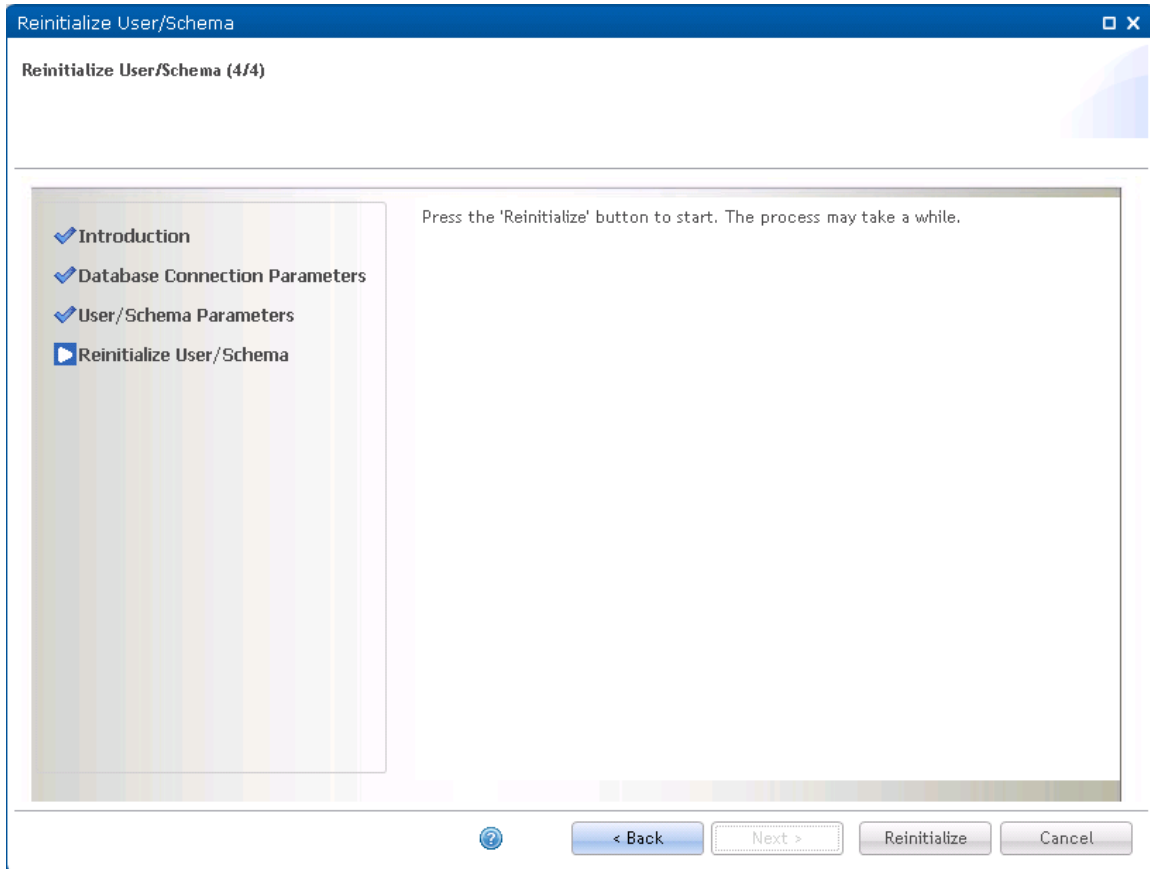 Reinitialize User/Schema
Reinitialize User/Schema (4/4)
Introduction
Database Connection Parameters
User/Schema Parameters
Reinitialize User/Schema
Press the 'Reinitialize' button to start. The process may take a while.
< Back
Next >
Reinitialize
Cancel